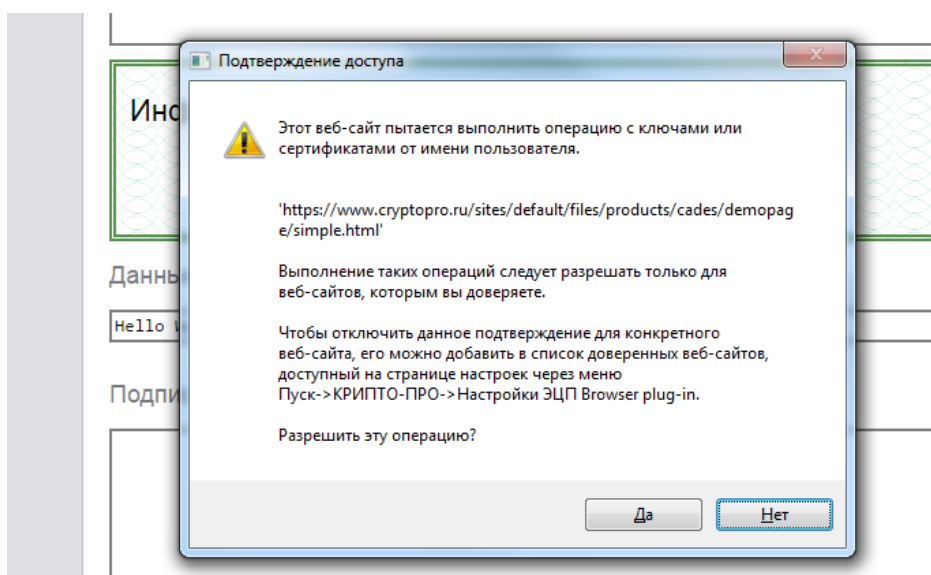 Подтверждение доступа
Этот веб-сайт пытается выполнить операцию с ключами или
сертификатами от имени пользователя.
'https://www.cryptopro.ru/sites/default/files/products/cades/demopag
e/simple.html'
Выполнение таких операций следует разрешать только для
веб-сайтов, которым вы доверяете.
Чтобы отключить данное подтверждение для конкретного
веб-сайта, его можно добавить в список доверенных веб-сайтов,
доступный на странице настроек через меню
Пуск->КРИПТО-ПРО->Настройки ЭЦП Browser plug-in.
Разрешить эту операцию?
Да
Нет
Hello